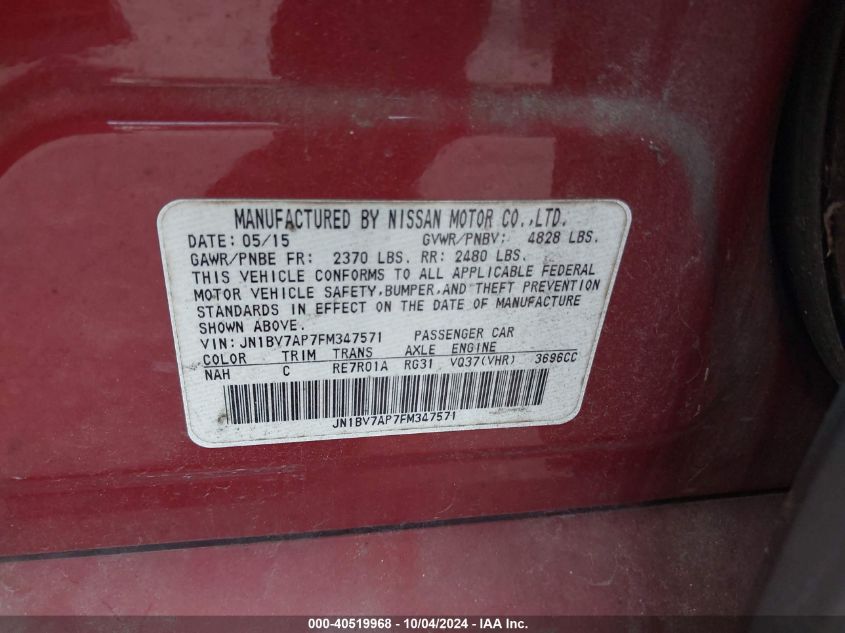 MANUFACTURED BY NISSAN MOTOR CO.,LTD.
DATE: 05/15 GVWR/PNBV: 4828 LBS.
GAWR/PNBE FR: 2370 LBS. RR: 2480 LBS.
THIS VEHICLE CONFORMS TO ALL APPLICABLE FEDERAL
MOTOR VEHICLE SAFETY,BUMPER,AND THEFT PREVENTION
STANDARDS IN EFFECT ON THE DATE OF MANUFACTURE
SHOWN ABOVE.
VIN: JN1BV7AP7FM347571 PASSENGER CAR
COLOR TRIM TRANS AXLE ENGINE
NAH C RE7R01A RG31 VQ37(VHR) 3696CC
JN1BV7AP7FM347571
000-40519968 - 10/04/2024 - IAA Inc.